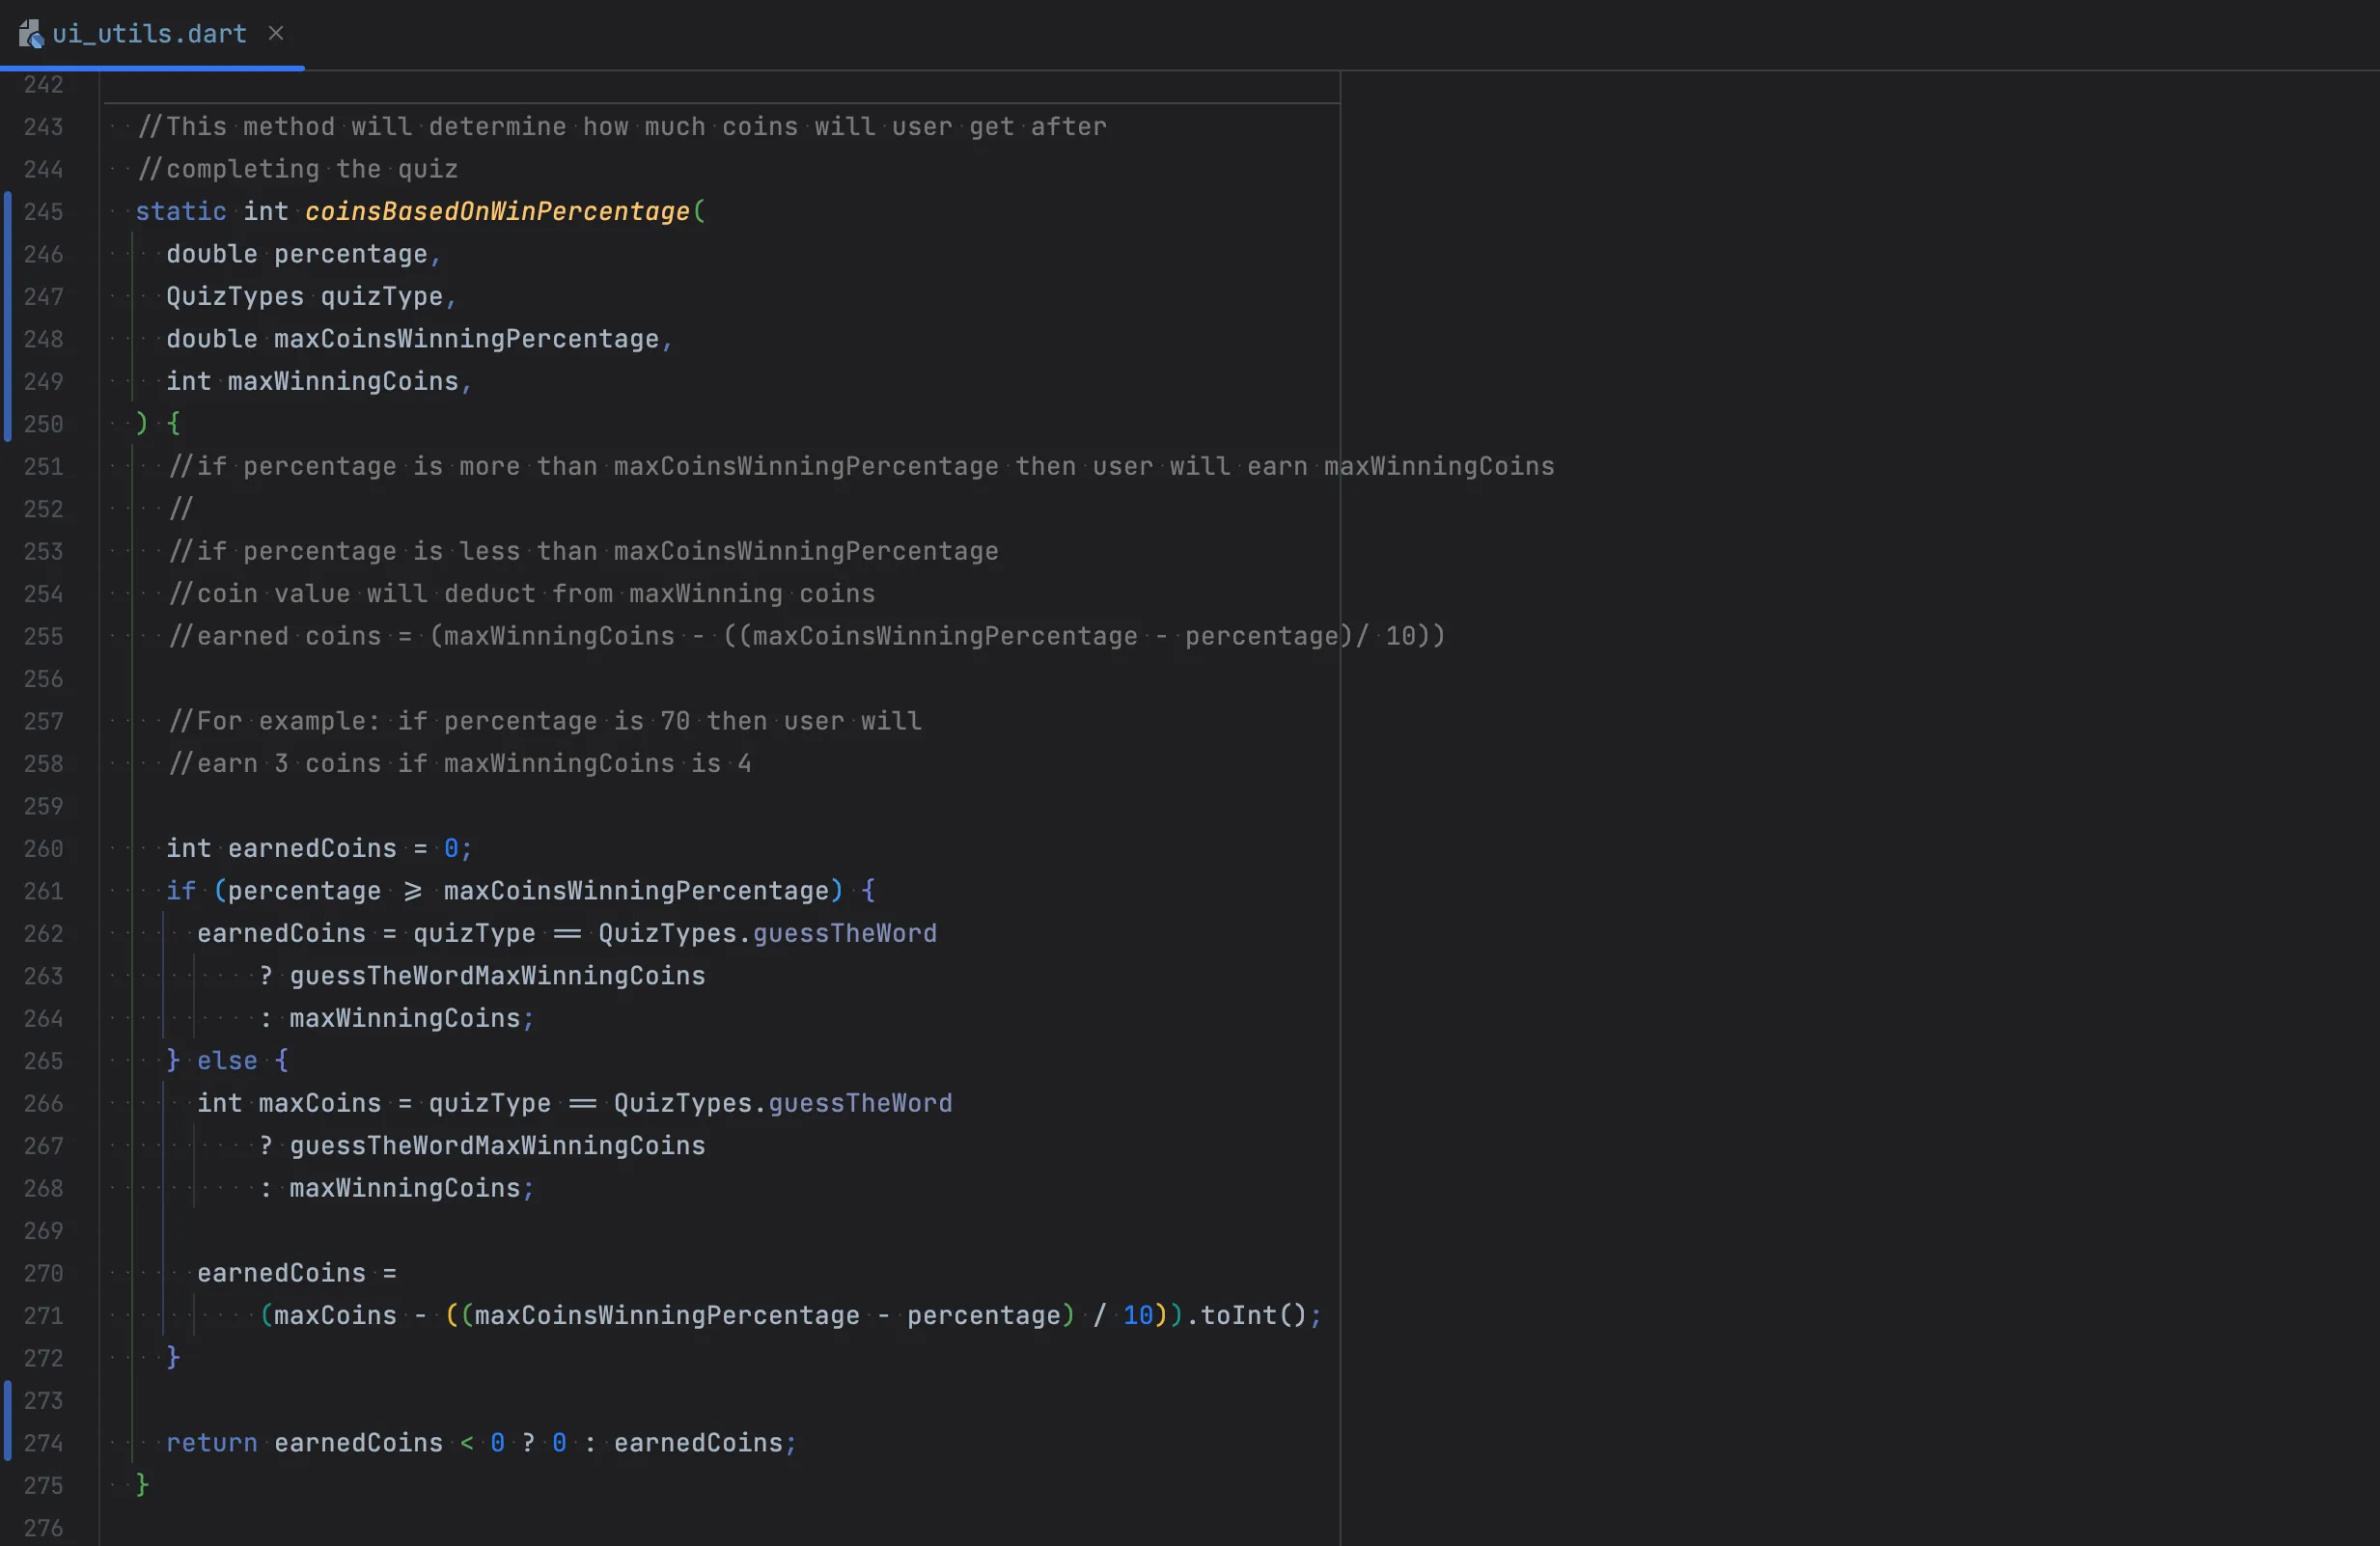 ui_utils.dart ×
242
243 //This method will determine how much coins will user get after
244 //completing the quiz
245 static int coinsBasedOnWinPercentage(
246 double percentage,
247 QuizTypes quizType,
248 double maxCoinsWinningPercentage,
249 int maxWinningCoins,
250 ) {
251 //if percentage is more than maxCoinsWinningPercentage then user will earn maxWinningCoins
252 //
253 //if percentage is less than maxCoinsWinningPercentage
254 //coin value will deduct from maxWinning coins
255 //earned coins = (maxWinningCoins - ((maxCoinsWinningPercentage - percentage)/ 10))
256
257 //For example: if percentage is 70 then user will
258 //earn 3 coins if maxWinningCoins is 4
259
260 int earnedCoins = 0;
261 if (percentage >= maxCoinsWinningPercentage) {
262 earnedCoins = quizType == QuizTypes.guessTheWord
263 ? guessTheWordMaxWinningCoins
264 : maxWinningCoins;
265 } else {
266 int maxCoins = quizType == QuizTypes.guessTheWord
267 ? guessTheWordMaxWinningCoins
268 : maxWinningCoins;
269
270 earnedCoins =
271 (maxCoins - ((maxCoinsWinningPercentage - percentage) / 10)).toInt();
272 }
273
274 return earnedCoins < 0 ? 0 : earnedCoins;
275 }
276